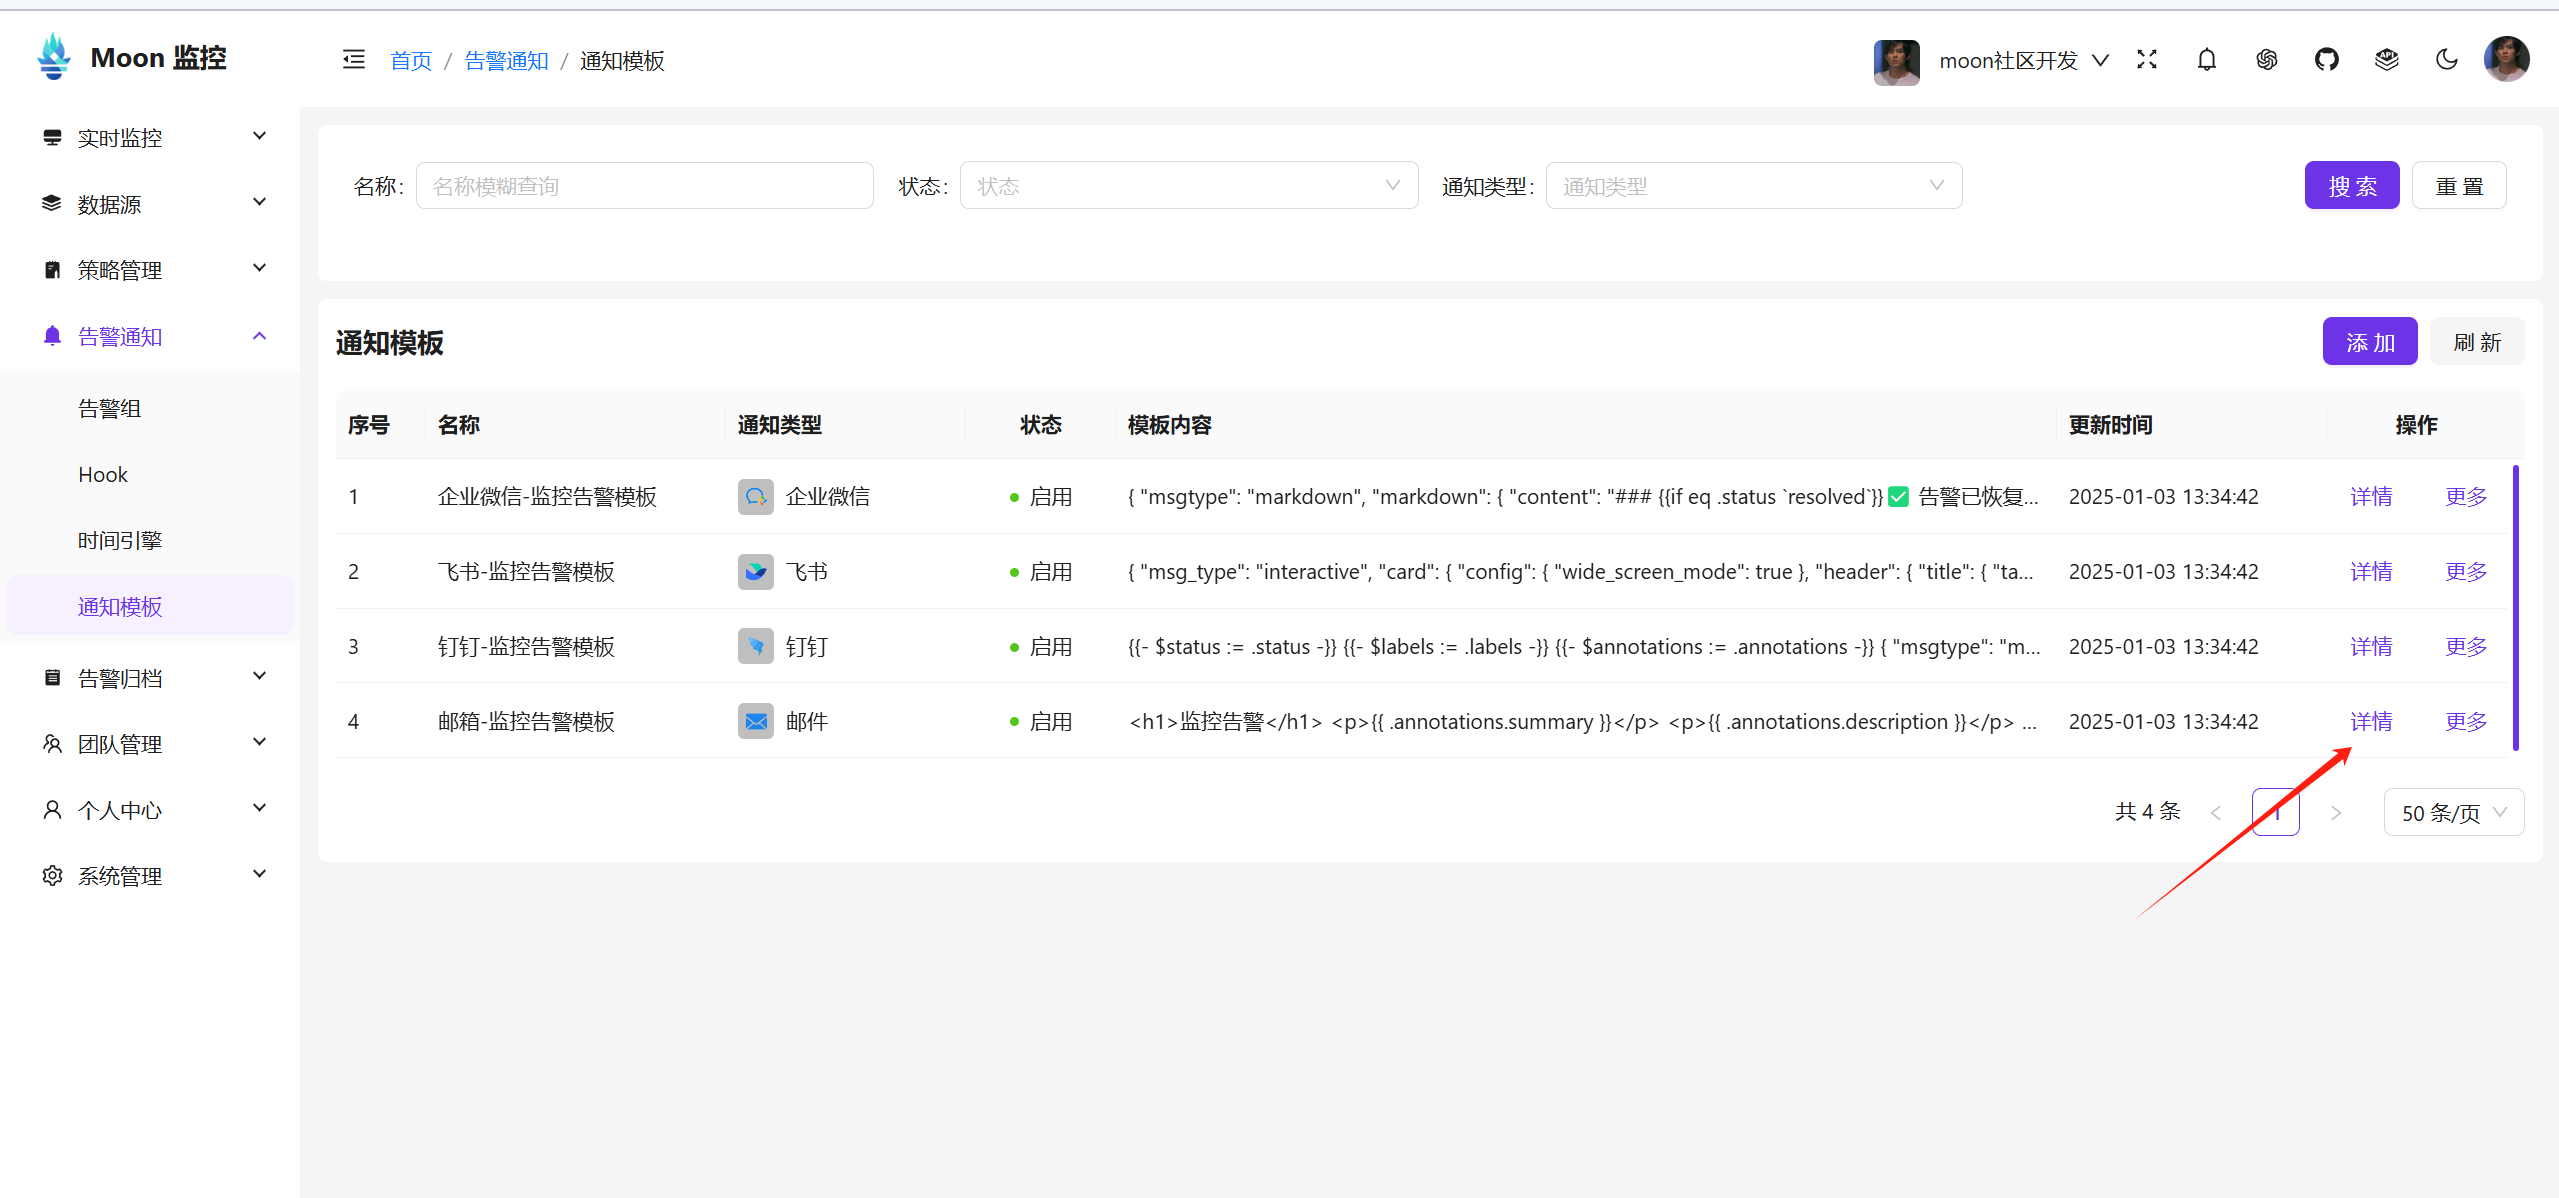 Moon 监控
首页 / 告警通知 / 通知模板
moon社区开发
实时监控
数据源
策略管理
告警通知
告警组
Hook
时间引擎
通知模板
告警归档
团队管理
个人中心
系统管理
名称: 名称模糊查询 状态: 状态 通知类型: 通知类型 搜 索 重 置
通知模板 添 加 刷 新
序号 名称 通知类型 状态 模板内容 更新时间 操作
1 企业微信-监控告警模板 企业微信 启用 { "msgtype": "markdown", "markdown": { "content": "### {{if eq .status `resolved`}}✅ 告警已恢复... 2025-01-03 13:34:42 详情 更多
2 飞书-监控告警模板 飞书 启用 { "msg_type": "interactive", "card": { "config": { "wide_screen_mode": true }, "header": { "title": { "ta... 2025-01-03 13:34:42 详情 更多
3 钉钉-监控告警模板 钉钉 启用 {{- $status := .status -}} {{- $labels := .labels -}} {{- $annotations := .annotations -}} { "msgtype": "m... 2025-01-03 13:34:42 详情 更多
4 邮箱-监控告警模板 邮件 启用 <h1>监控告警</h1> <p>{{ .annotations.summary }}</p> <p>{{ .annotations.description }}</p> ... 2025-01-03 13:34:42 详情 更多
共 4 条 < 1 > 50 条/页